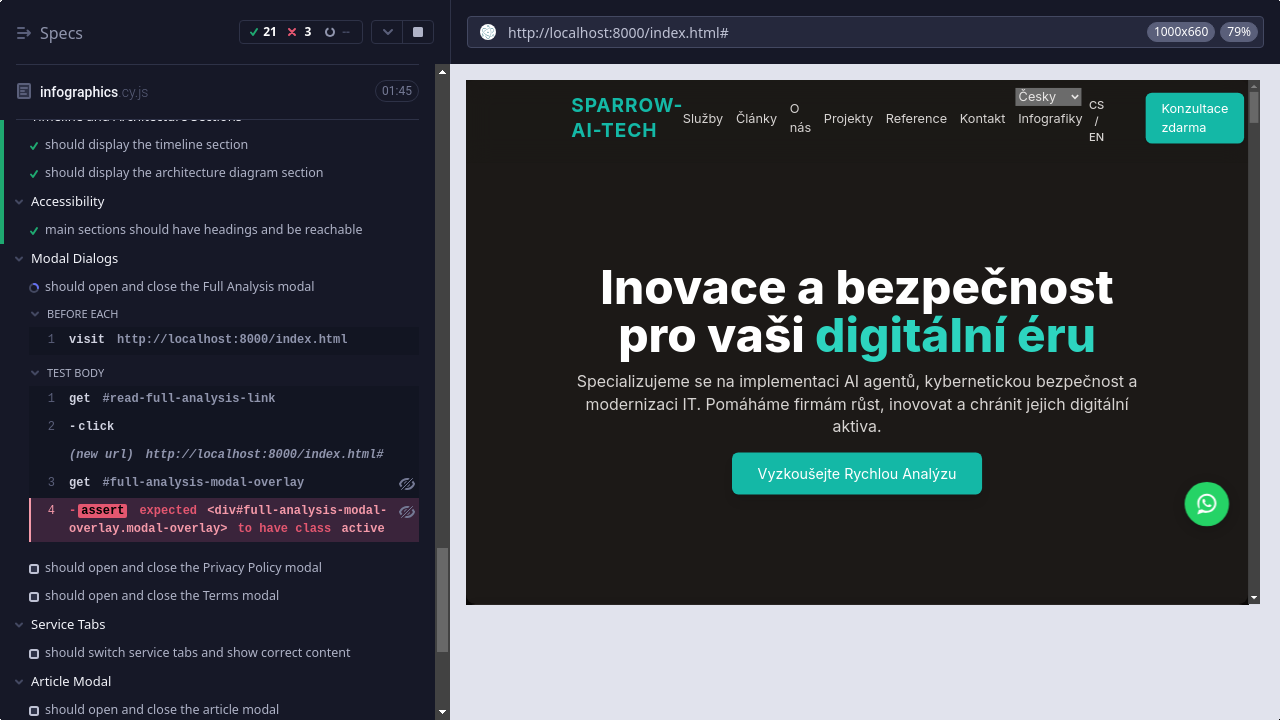 Specs
21
3
--
http://localhost:8000/index.html#
1000x660
79%
infographics.cy.js
01:45
Timeline and Architecture Sections
should display the timeline section
should display the architecture diagram section
Accessibility
main sections should have headings and be reachable
Modal Dialogs
should open and close the Full Analysis modal
BEFORE EACH
1 visit http://localhost:8000/index.html
TEST BODY
1 get #read-full-analysis-link
2 -click
(new url) http://localhost:8000/index.html#
3 get #full-analysis-modal-overlay
4 -assert expected <div#full-analysis-modal-
overlay.modal-overlay> to have class active
should open and close the Privacy Policy modal
should open and close the Terms modal
Service Tabs
should switch service tabs and show correct content
Article Modal
should open and close the article modal
SPARROW-
AI-TECH
Služby
Články
O
nás
Projekty
Reference
Kontakt
Česky
Infografiky
CS
/
EN
Konzultace
zdarma
Inovace a bezpečnost
pro vaši digitální éru
Specializujeme se na implementaci AI agentů, kybernetickou bezpečnost a
modernizaci IT. Pomáháme firmám růst, inovovat a chránit jejich digitální
aktiva.
Vyzkoušejte Rychlou Analýzu